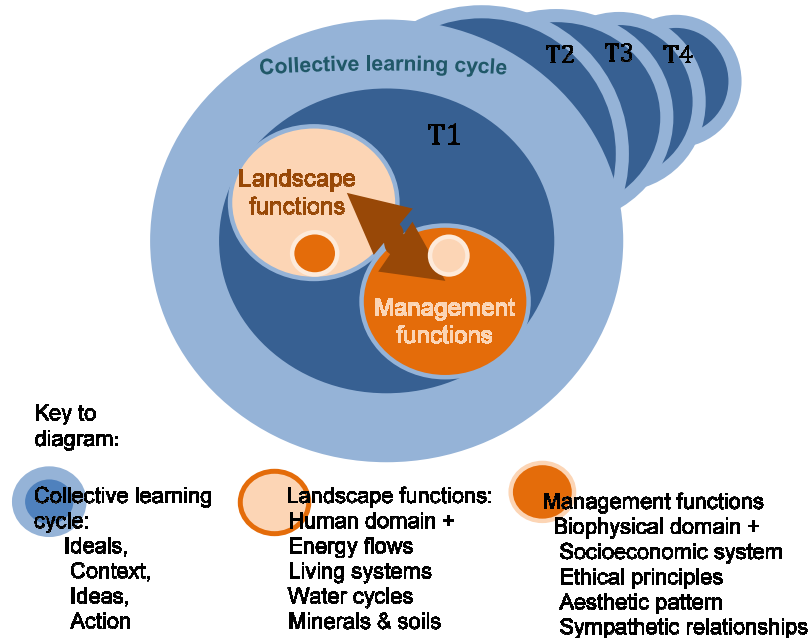 Collective learning cycle
T1
T2
T3
T4
Landscape
functions
Management
functions
Key to
diagram:
Collective learning
cycle:
Ideals,
Context,
Ideas,
Action
Landscape functions:
Human domain +
Energy flows
Living systems
Water cycles
Minerals & soils
Management functions
Biophysical domain +
Socioeconomic system
Ethical principles
Aesthetic pattern
Sympathetic relationships